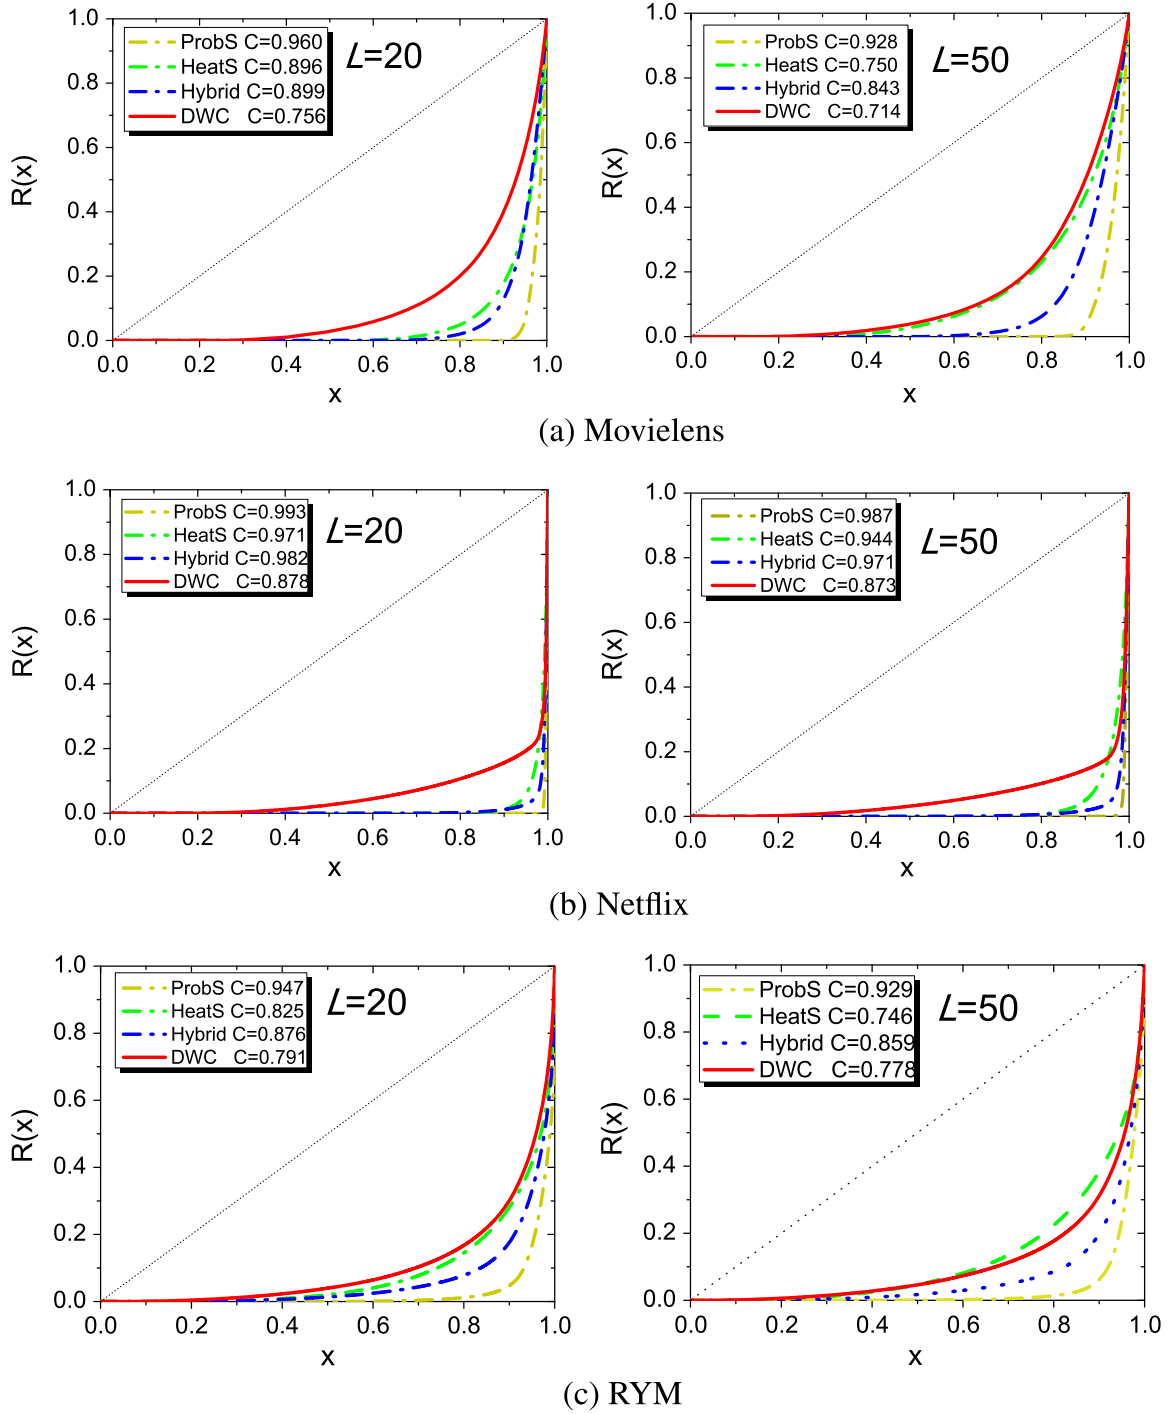 1.0
0.8
0.6
0.4
0.2
0.0
R(x)
ProbS C=0.960
HeatS C=0.896
Hybrid C=0.899
DWC C=0.756
L=20
0.0 0.2 0.4 0.6 0.8 1.0
x
1.0
0.8
0.6
0.4
0.2
0.0
R(x)
ProbS C=0.928
HeatS C=0.750
Hybrid C=0.843
DWC C=0.714
L=50
0.0 0.2 0.4 0.6 0.8 1.0
x
(a) Movielens
1.0
0.8
0.6
0.4
0.2
0.0
R(x)
ProbS C=0.993
HeatS C=0.971
Hybrid C=0.982
DWC C=0.878
L=20
0.0 0.2 0.4 0.6 0.8 1.0
x
1.0
0.8
0.6
0.4
0.2
0.0
R(x)
ProbS C=0.987
HeatS C=0.944
Hybrid C=0.971
DWC C=0.873
L=50
0.0 0.2 0.4 0.6 0.8 1.0
x
(b) Netflix
1.0
0.8
0.6
0.4
0.2
0.0
R(x)
ProbS C=0.947
HeatS C=0.825
Hybrid C=0.876
DWC C=0.791
L=20
0.0 0.2 0.4 0.6 0.8 1.0
x
1.0
0.8
0.6
0.4
0.2
0.0
R(x)
ProbS C=0.929
HeatS C=0.746
Hybrid C=0.859
DWC C=0.778
L=50
0.0 0.2 0.4 0.6 0.8 1.0
x
(c) RYM